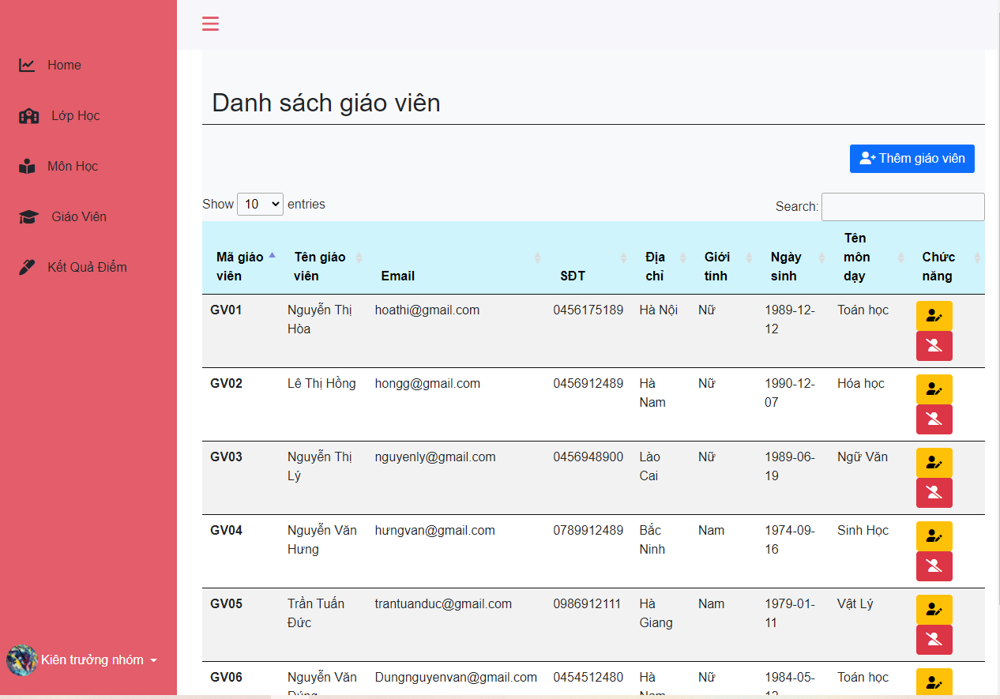 Home
Lớp Học
Môn Học
Giáo Viên
Kết Quả Điểm
Kiên trưởng nhóm
Danh sách giáo viên
Thêm giáo viên
Show 10 entries
Search:
Mã giáo viên
Tên giáo viên
Email
SĐT
Địa chỉ
Giới tính
Ngày sinh
Tên môn dạy
Chức năng
GV01 Nguyễn Thị hoathi@gmail.com 0456175189 Hà Nội Nữ 1989-12- Toán học
Hòa 12
GV02 Lê Thị Hồng hongg@gmail.com 0456912489 Hà Nữ 1990-12- Hóa học
Nam 07
GV03 Nguyễn Thị nguyenly@gmail.com 0456948900 Lào Nữ 1989-06- Ngữ Văn
Lý Cai 19
GV04 Nguyễn Văn hưngvan@gmail.com 0789912489 Bắc Nam 1974-09- Sinh Học
Hưng Ninh 16
GV05 Trần Tuấn trantuanduc@gmail.com 0986912111 Hà Nam 1979-01- Vật Lý
Đức Giang 11
GV06 Nguyễn Văn Dungnguyenvan@gmail.com 0454512480 Hà Nữ 1984-05- Toán học